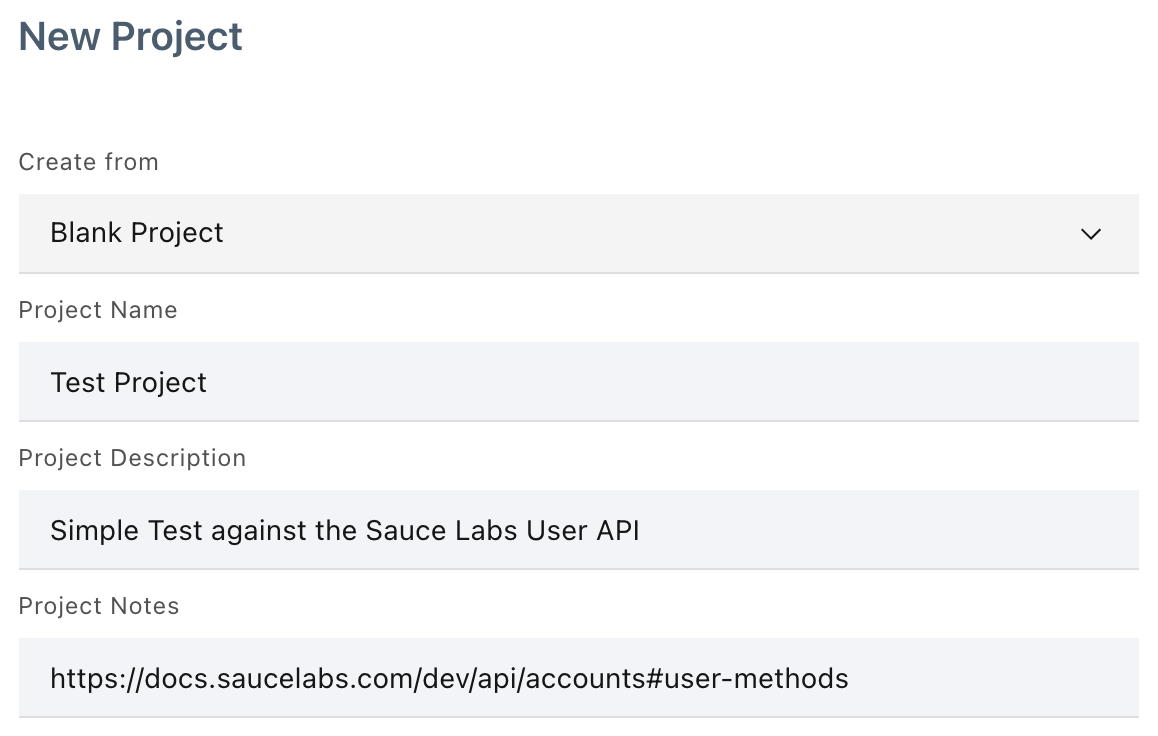 New Project
Create from
Blank Project
Project Name
Test Project
Project Description
Simple Test against the Sauce Labs User API
Project Notes
https://docs.saucelabs.com/dev/api/accounts#user-methods